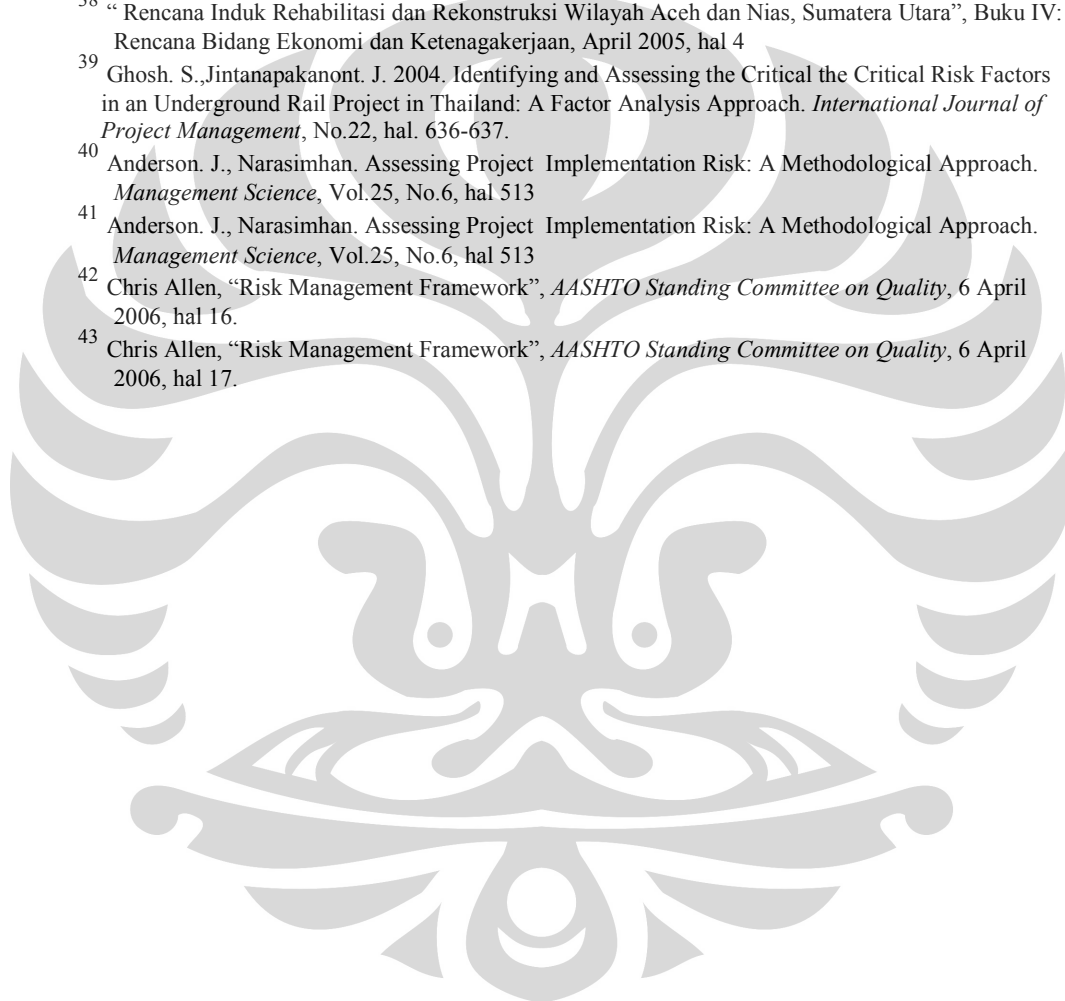 38 “ Rencana Induk Rehabilitasi dan Rekonstruksi Wilayah Aceh dan Nias, Sumatera Utara”, Buku IV:
Rencana Bidang Ekonomi dan Ketenagakerjaan, April 2005, hal 4
39 Ghosh. S.,Jintanapakanont. J. 2004. Identifying and Assessing the Critical the Critical Risk Factors
in an Underground Rail Project in Thailand: A Factor Analysis Approach. International Journal of
Project Management, No.22, hal. 636-637.
40 Anderson. J., Narasimhan. Assessing Project Implementation Risk: A Methodological Approach.
Management Science, Vol.25, No.6, hal 513
41 Anderson. J., Narasimhan. Assessing Project Implementation Risk: A Methodological Approach.
Management Science, Vol.25, No.6, hal 513
42 Chris Allen, “Risk Management Framework”, AASHTO Standing Committee on Quality, 6 April
2006, hal 16.
43 Chris Allen, “Risk Management Framework”, AASHTO Standing Committee on Quality, 6 April
2006, hal 17.